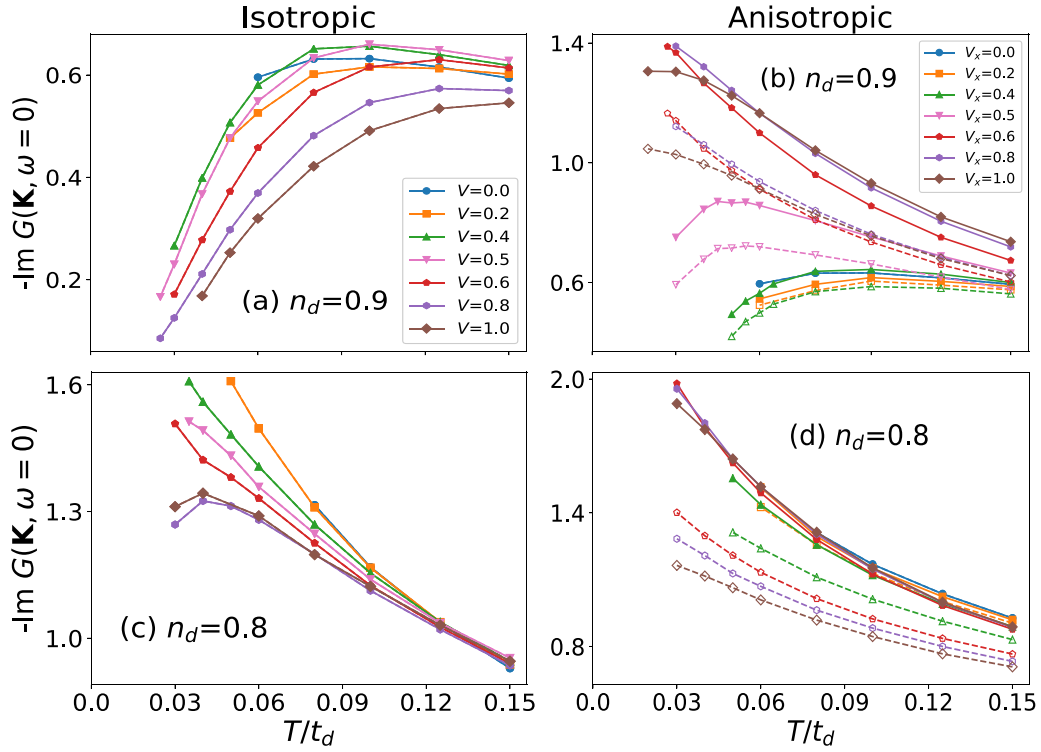 Isotropic
Anisotropic
-Im G(K, ω = 0)
0.6
0.4
0.2
(a) n_d=0.9
V=0.0
V=0.2
V=0.4
V=0.5
V=0.6
V=0.8
V=1.0
1.4
1.0
0.6
(b) n_d=0.9
V_x=0.0
V_x=0.2
V_x=0.4
V_x=0.5
V_x=0.6
V_x=0.8
V_x=1.0
-Im G(K, ω = 0)
1.6
1.3
1.0
(c) n_d=0.8
0.0 0.03 0.06 0.09 0.12 0.15
T/t_d
2.0
1.4
0.8
(d) n_d=0.8
0.0 0.03 0.06 0.09 0.12 0.15
T/t_d